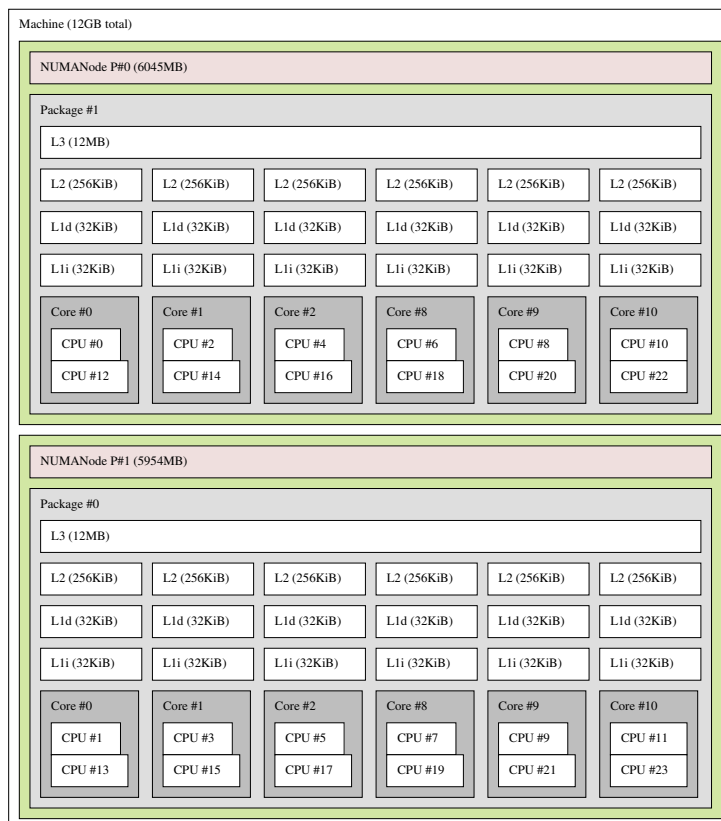 Machine (12GB total)
NUMANode P#0 (6045MB)
Package #1
L3 (12MB)
L2 (256KiB) L2 (256KiB) L2 (256KiB) L2 (256KiB) L2 (256KiB) L2 (256KiB)
L1d (32KiB) L1d (32KiB) L1d (32KiB) L1d (32KiB) L1d (32KiB) L1d (32KiB)
L1i (32KiB) L1i (32KiB) L1i (32KiB) L1i (32KiB) L1i (32KiB) L1i (32KiB)
Core #0 Core #1 Core #2 Core #8 Core #9 Core #10
CPU #0 CPU #2 CPU #4 CPU #6 CPU #8 CPU #10
CPU #12 CPU #14 CPU #16 CPU #18 CPU #20 CPU #22
NUMANode P#1 (5954MB)
Package #0
L3 (12MB)
L2 (256KiB) L2 (256KiB) L2 (256KiB) L2 (256KiB) L2 (256KiB) L2 (256KiB)
L1d (32KiB) L1d (32KiB) L1d (32KiB) L1d (32KiB) L1d (32KiB) L1d (32KiB)
L1i (32KiB) L1i (32KiB) L1i (32KiB) L1i (32KiB) L1i (32KiB) L1i (32KiB)
Core #0 Core #1 Core #2 Core #8 Core #9 Core #10
CPU #1 CPU #3 CPU #5 CPU #7 CPU #9 CPU #11
CPU #13 CPU #15 CPU #17 CPU #19 CPU #21 CPU #23